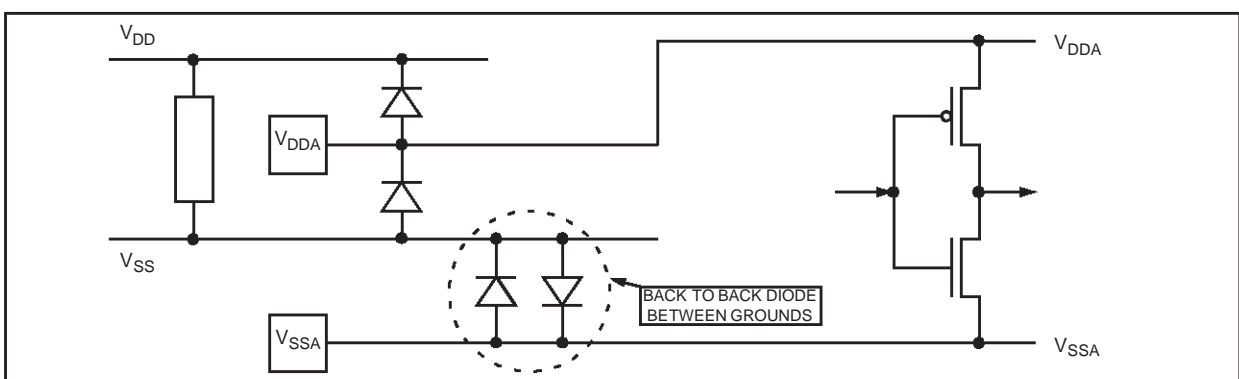 VDD
VDDA
VDDA
VSS
BACK TO BACK DIODE
BETWEEN GROUNDS
VSSA
VSSA